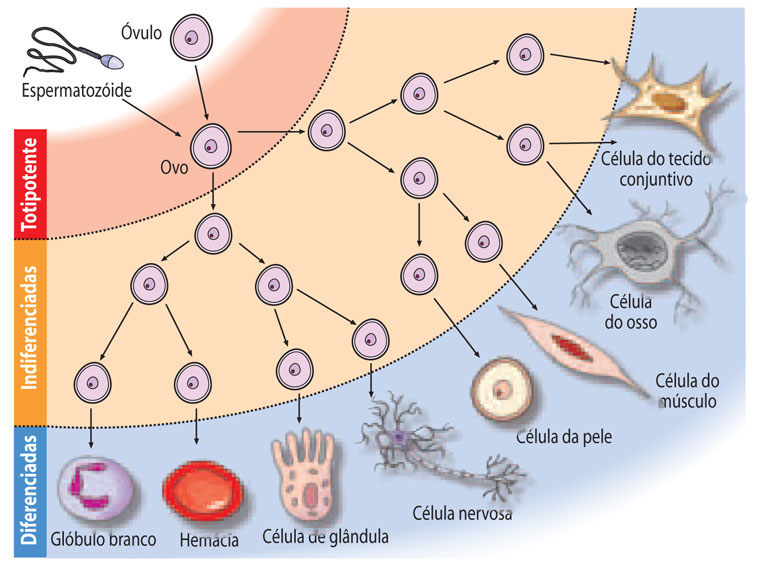 Óvulo
Espermatozóide
Ovo
Totipotente
Indiferenciadas
Diferenciadas
Célula do tecido
conjuntivo
Célula
do osso
Célula do
músculo
Célula da pele
Célula nervosa
Célula de glândula
Hemácia
Glóbulo branco